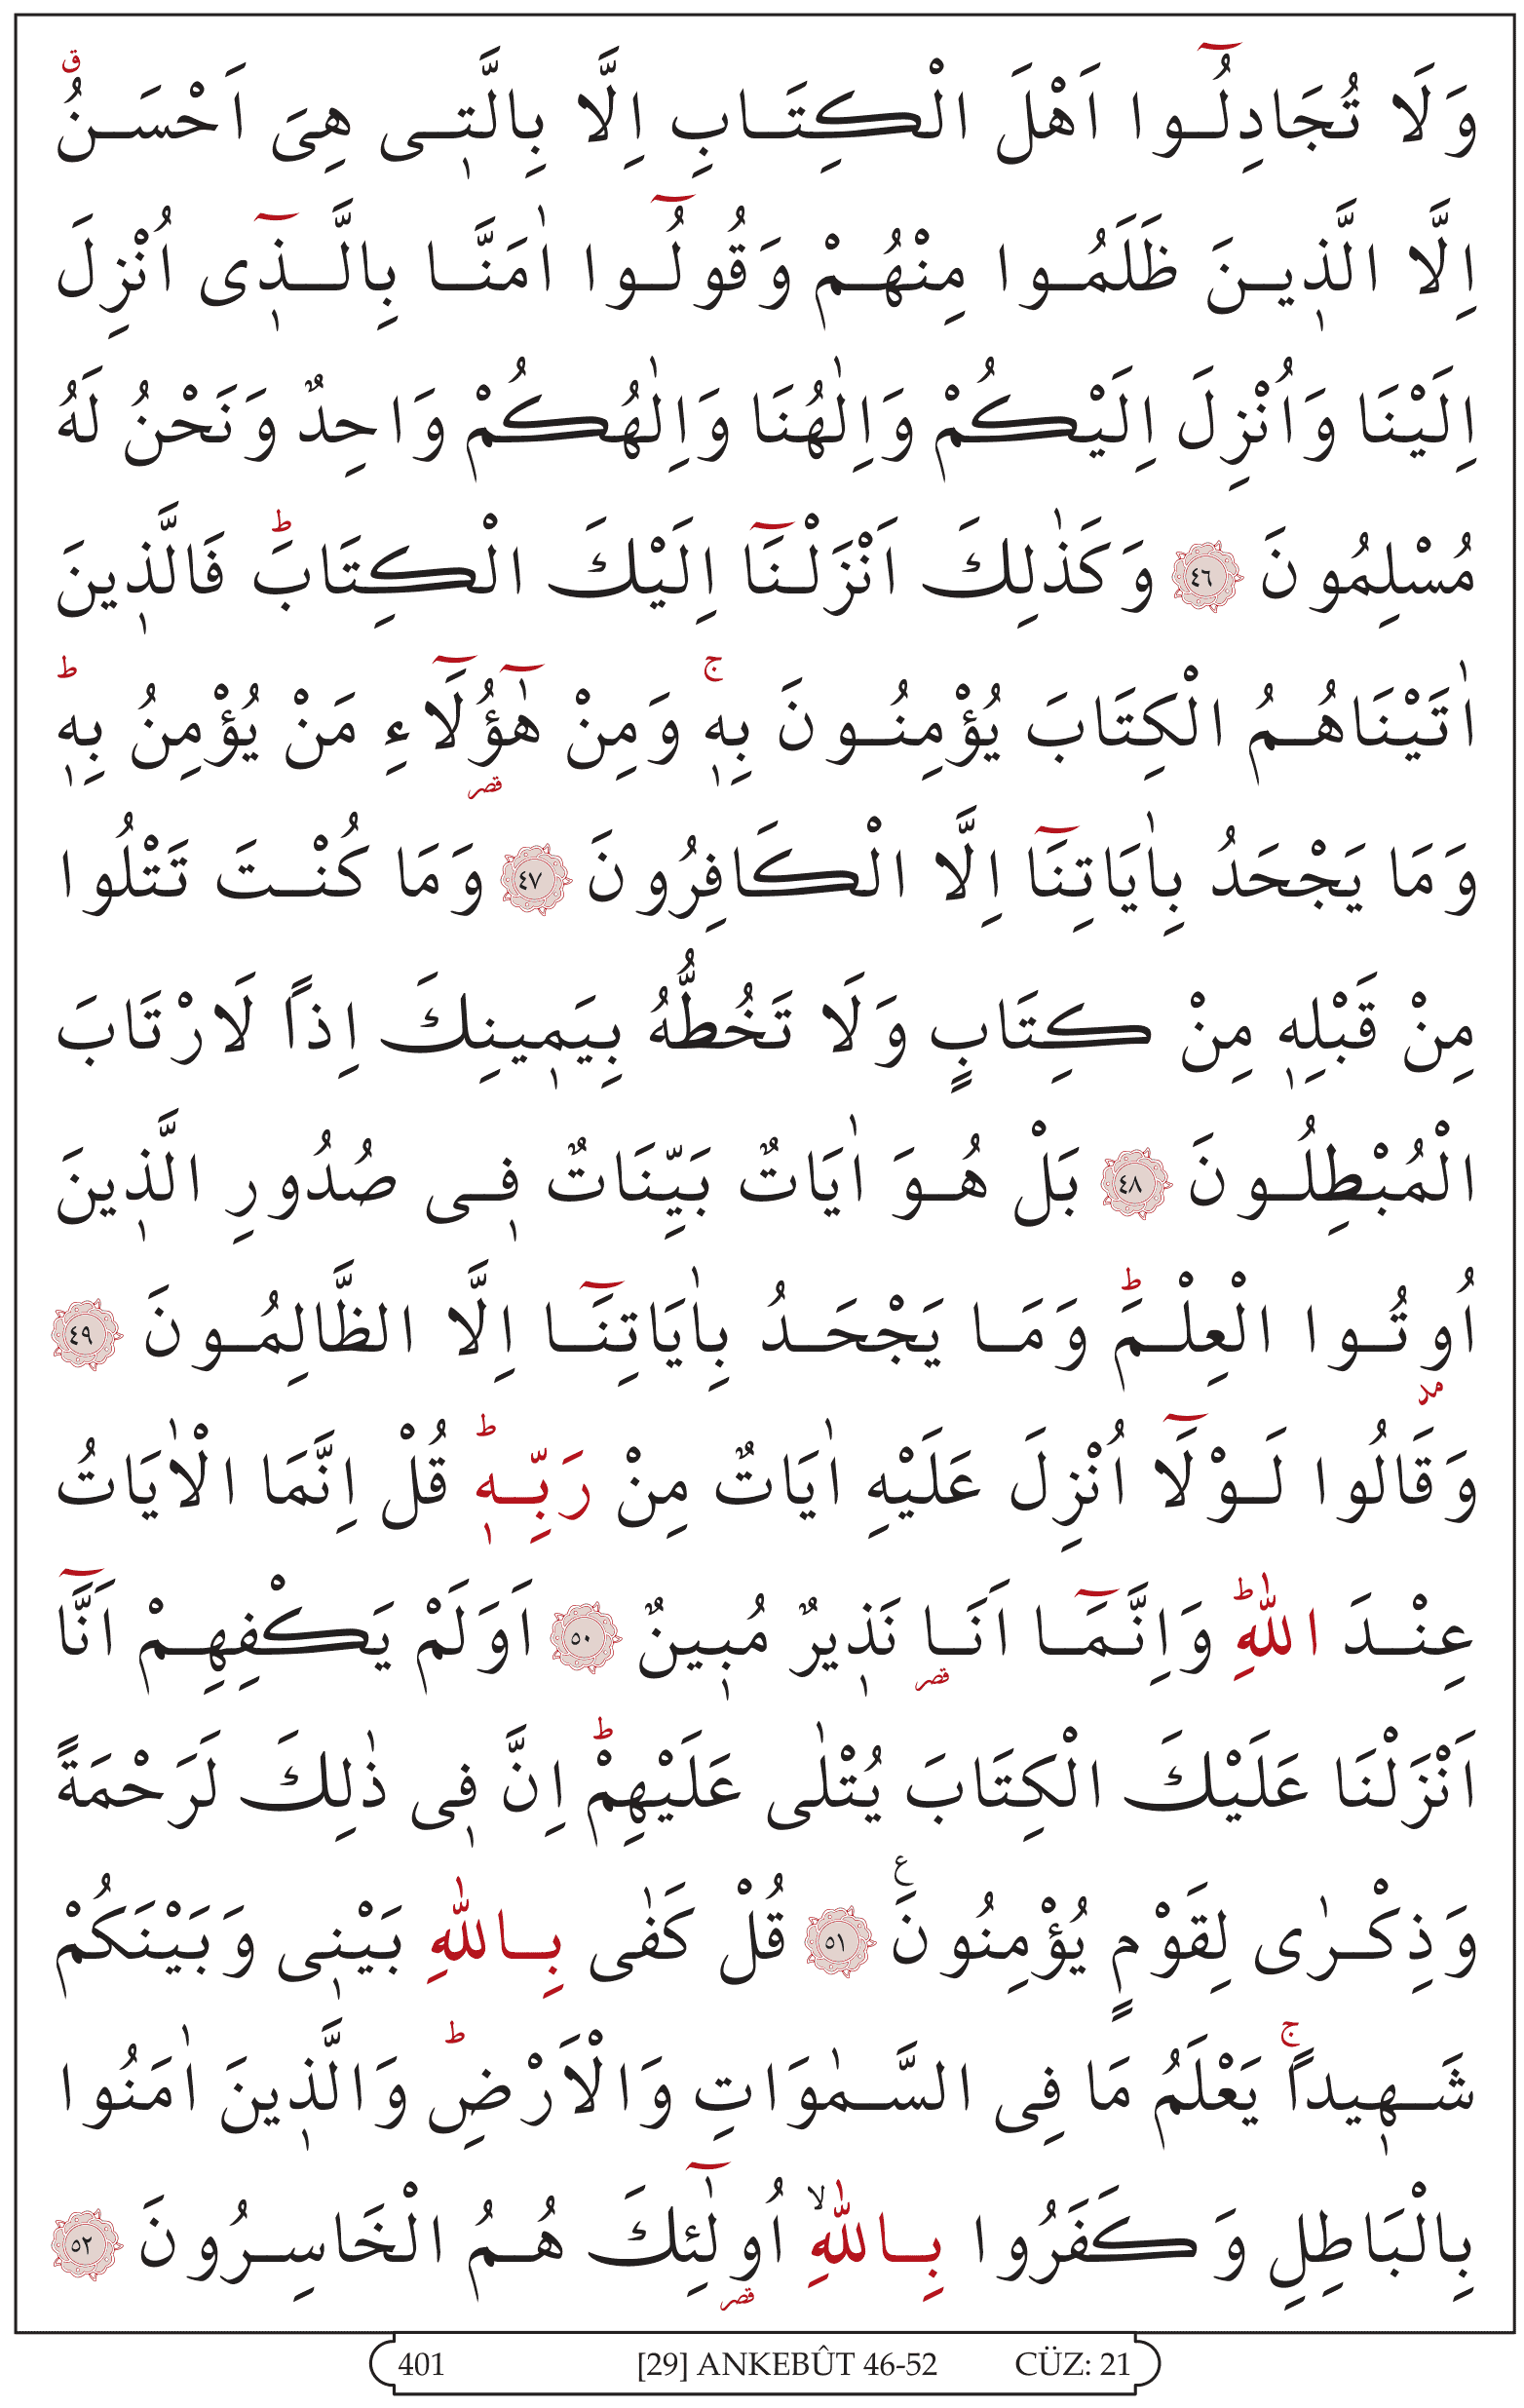 وَلَا تُجَادِلُٓوا اَهْلَ الْكِتَابِ اِلَّا بِالَّت۪ى هِىَ اَحْسَنُۗ
اِلَّا الَّذ۪ينَ ظَلَمُوا مِنْهُمْ وَقُولُٓوا اٰمَنَّا بِالَّذ۪ٓى اُنْزِلَ
اِلَيْنَا وَاُنْزِلَ اِلَيْكُمْ وَاِلٰهُنَا وَاِلٰهُكُمْ وَاحِدٌ وَنَحْنُ لَهُ
مُسْلِمُونَ ﴿٤٦﴾ وَكَذٰلِكَ اَنْزَلْنَٓا اِلَيْكَ الْكِتَابَۜ فَالَّذ۪ينَ
اٰتَيْنَاهُمُ الْكِتَابَ يُؤْمِنُونَ بِه۪ۚ وَمِنْ هٰٓؤُ۬لَٓاءِ مَنْ يُؤْمِنُ بِه۪ۜ
وَمَا يَجْحَدُ بِاٰيَاتِنَٓا اِلَّا الْكَافِرُونَ ﴿٤٧﴾ وَمَا كُنْتَ تَتْلُوا
مِنْ قَبْلِه۪ مِنْ كِتَابٍ وَلَا تَخُطُّهُ بِيَم۪ينِكَ اِذاً لَارْتَابَ
الْمُبْطِلُونَ ﴿٤٨﴾ بَلْ هُوَ اٰيَاتٌ بَيِّنَاتٌ ف۪ى صُدُورِ الَّذ۪ينَ
اُو۫تُوا الْعِلْمَۜ وَمَا يَجْحَدُ بِاٰيَاتِنَٓا اِلَّا الظَّالِمُونَ ﴿٤٩﴾
وَقَالُوا لَوْلَٓا اُنْزِلَ عَلَيْهِ اٰيَاتٌ مِنْ رَبِّه۪ۜ قُلْ اِنَّمَا الْاٰيَاتُ
عِنْدَ اللّٰهِۜ وَاِنَّمَٓا اَنَا۬ نَذ۪يرٌ مُب۪ينٌ ﴿٥٠﴾ اَوَلَمْ يَكْفِهِمْ اَنَّٓا
اَنْزَلْنَا عَلَيْكَ الْكِتَابَ يُتْلٰى عَلَيْهِمْۜ اِنَّ ف۪ى ذٰلِكَ لَرَحْمَةً
وَذِكْرٰى لِقَوْمٍ يُؤْمِنُونَ۟ ﴿٥١﴾ قُلْ كَفٰى بِاللّٰهِ بَيْن۪ى وَبَيْنَكُمْ
شَه۪يداًۚ يَعْلَمُ مَا فِى السَّمٰوَاتِ وَالْاَرْضِۜ وَالَّذ۪ينَ اٰمَنُوا
بِالْبَاطِلِ وَكَفَرُوا بِاللّٰهِۙ اُو۬لٰٓئِكَ هُمُ الْخَاسِرُونَ ﴿٥٢﴾
401 [29] ANKEBÛT 46-52 CÜZ: 21